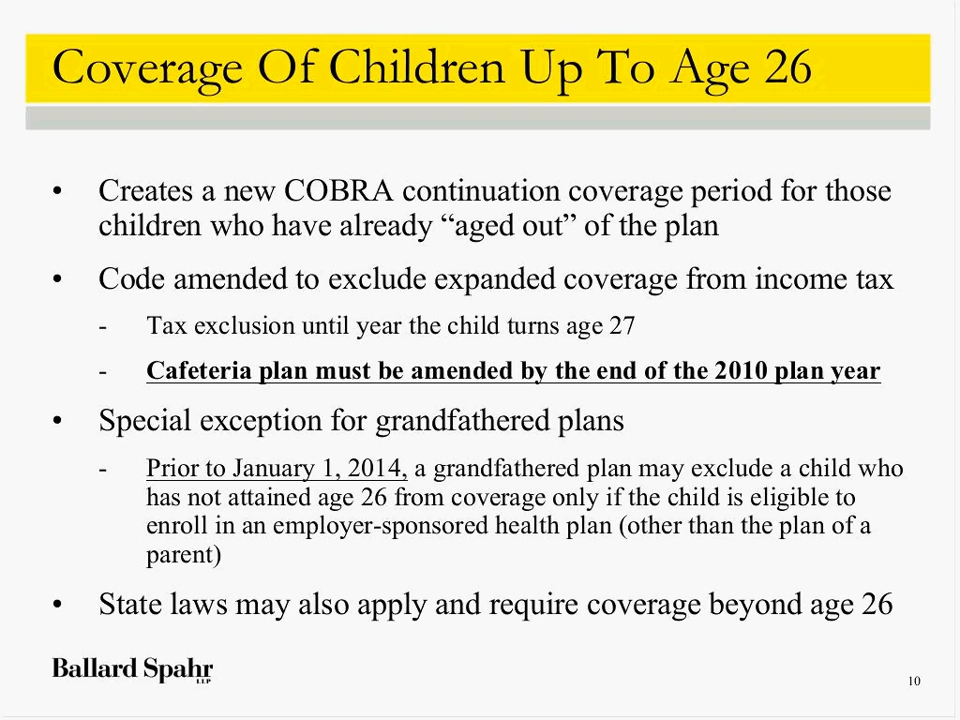 Coverage Of Children Up To Age 26
• Creates a new COBRA continuation coverage period for those
children who have already “aged out” of the plan
• Code amended to exclude expanded coverage from income tax
- Tax exclusion until year the child turns age 27
- Cafeteria plan must be amended by the end of the 2010 plan year
• Special exception for grandfathered plans
- Prior to January 1, 2014, a grandfathered plan may exclude a child who
has not attained age 26 from coverage only if the child is eligible to
enroll in an employer-sponsored health plan (other than the plan of a
parent)
• State laws may also apply and require coverage beyond age 26
Ballard Spahr
LLP
10